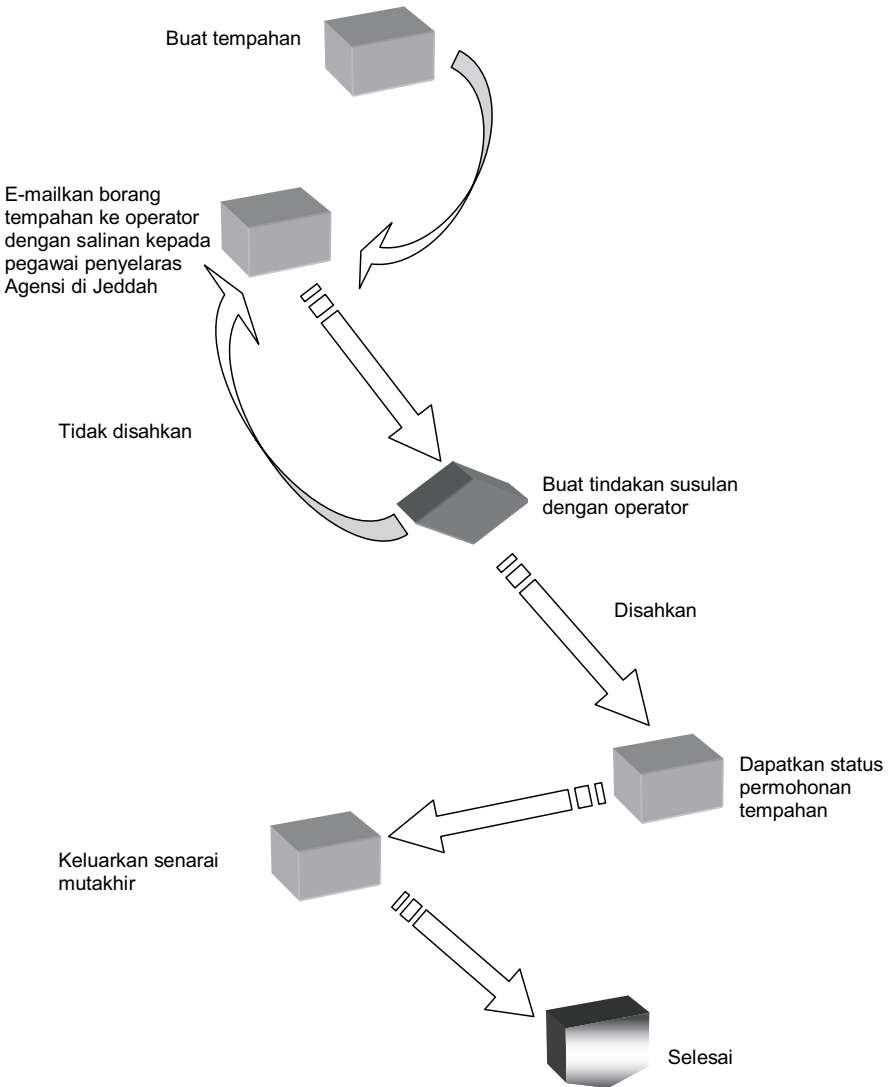 Buat tempahan
E-mailkan borang
tempahan ke operator
dengan salinan kepada
pegawai penyelaras
Agensi di Jeddah
Tidak disahkan
Buat tindakan susulan
dengan operator
Disahkan
Dapatkan status
permohonan
tempahan
Keluarkan senarai
mutakhir
Selesai